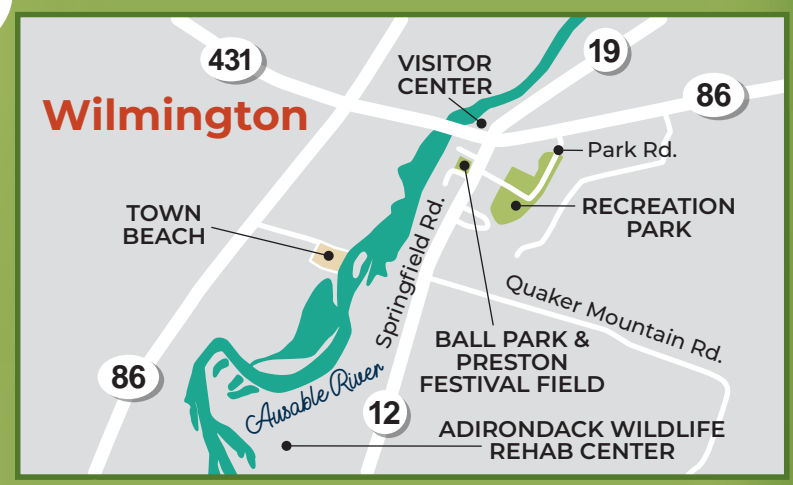 431
VISITOR
CENTER
19
86
Wilmington
Park Rd.
TOWN
BEACH
RECREATION
PARK
Springfield Rd.
Quaker Mountain Rd.
BALL PARK &
PRESTON
FESTIVAL FIELD
86
Ausable River
12
ADIRONDACK WILDLIFE
REHAB CENTER